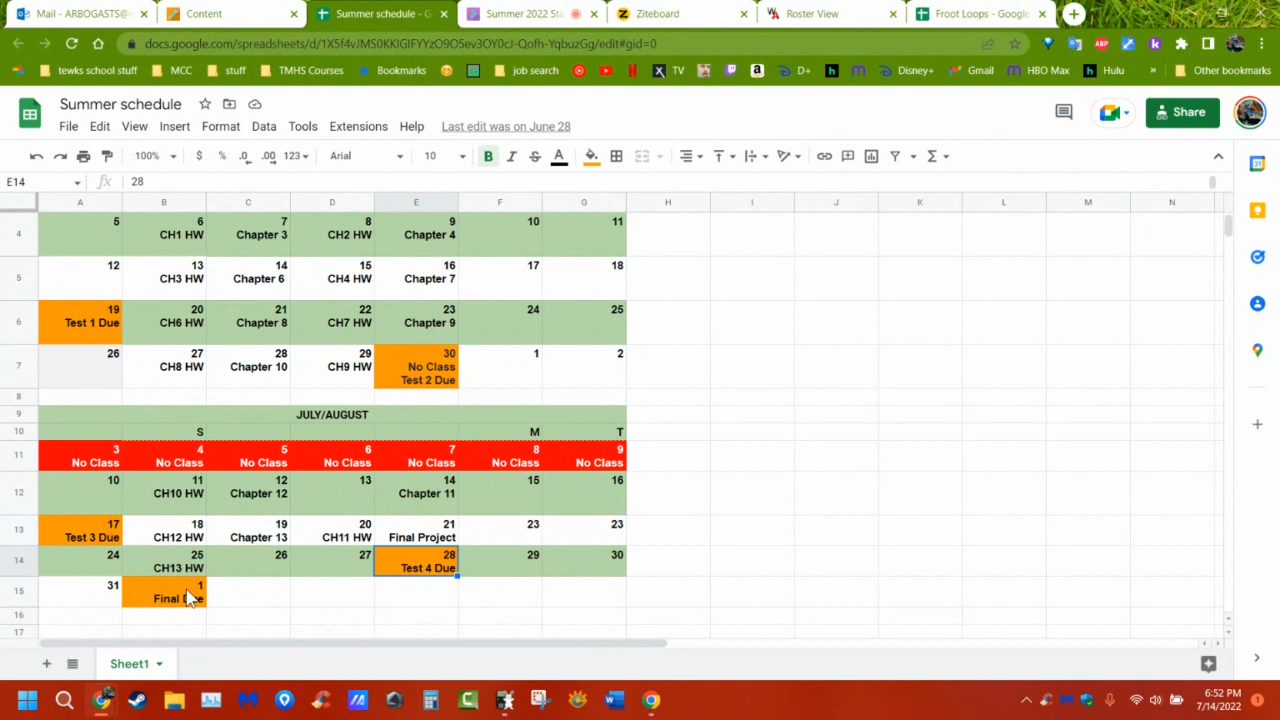 Mail - ARBOGASTS@ Content Summer schedule - G Summer 2022 Sta Ziteboard Roster View Froot Loops - Google
docs.google.com/spreadsheets/d/1X5f4vJMS0KKIGIFYYzO9O5ev3OY0cJ-Qofh-YqbuzGg/edit#gid=0
tewks school stuff MCC stuff TMHS Courses Bookmarks job search TV D+ Disney+ Gmail HBO Max Hulu » Other bookmarks
Summer schedule
File Edit View Insert Format Data Tools Extensions Help Last edit was on June 28 Share
100% $ % .0 .00 123 Arial 10 B I S A
E14 fx 28
A B C D E F G H I J K L M N
4 5 6 7 8 9 10 11
CH1 HW Chapter 3 CH2 HW Chapter 4
5 12 13 14 15 16 17 18
CH3 HW Chapter 6 CH4 HW Chapter 7
6 19 20 21 22 23 24 25
Test 1 Due CH6 HW Chapter 8 CH7 HW Chapter 9
7 26 27 28 29 30 1 2
CH8 HW Chapter 10 CH9 HW No Class
Test 2 Due
8
9 JULY/AUGUST
10 S M T
11 3 4 5 6 7 8 9
No Class No Class No Class No Class No Class No Class No Class
12 10 11 12 13 14 15 16
CH10 HW Chapter 12 Chapter 11
13 17 18 19 20 21 23 23
Test 3 Due CH12 HW Chapter 13 CH11 HW Final Project
14 24 25 26 27 28 29 30
CH13 HW Test 4 Due
15 31 1
Final
16
17
Sheet1
6:52 PM
7/14/2022